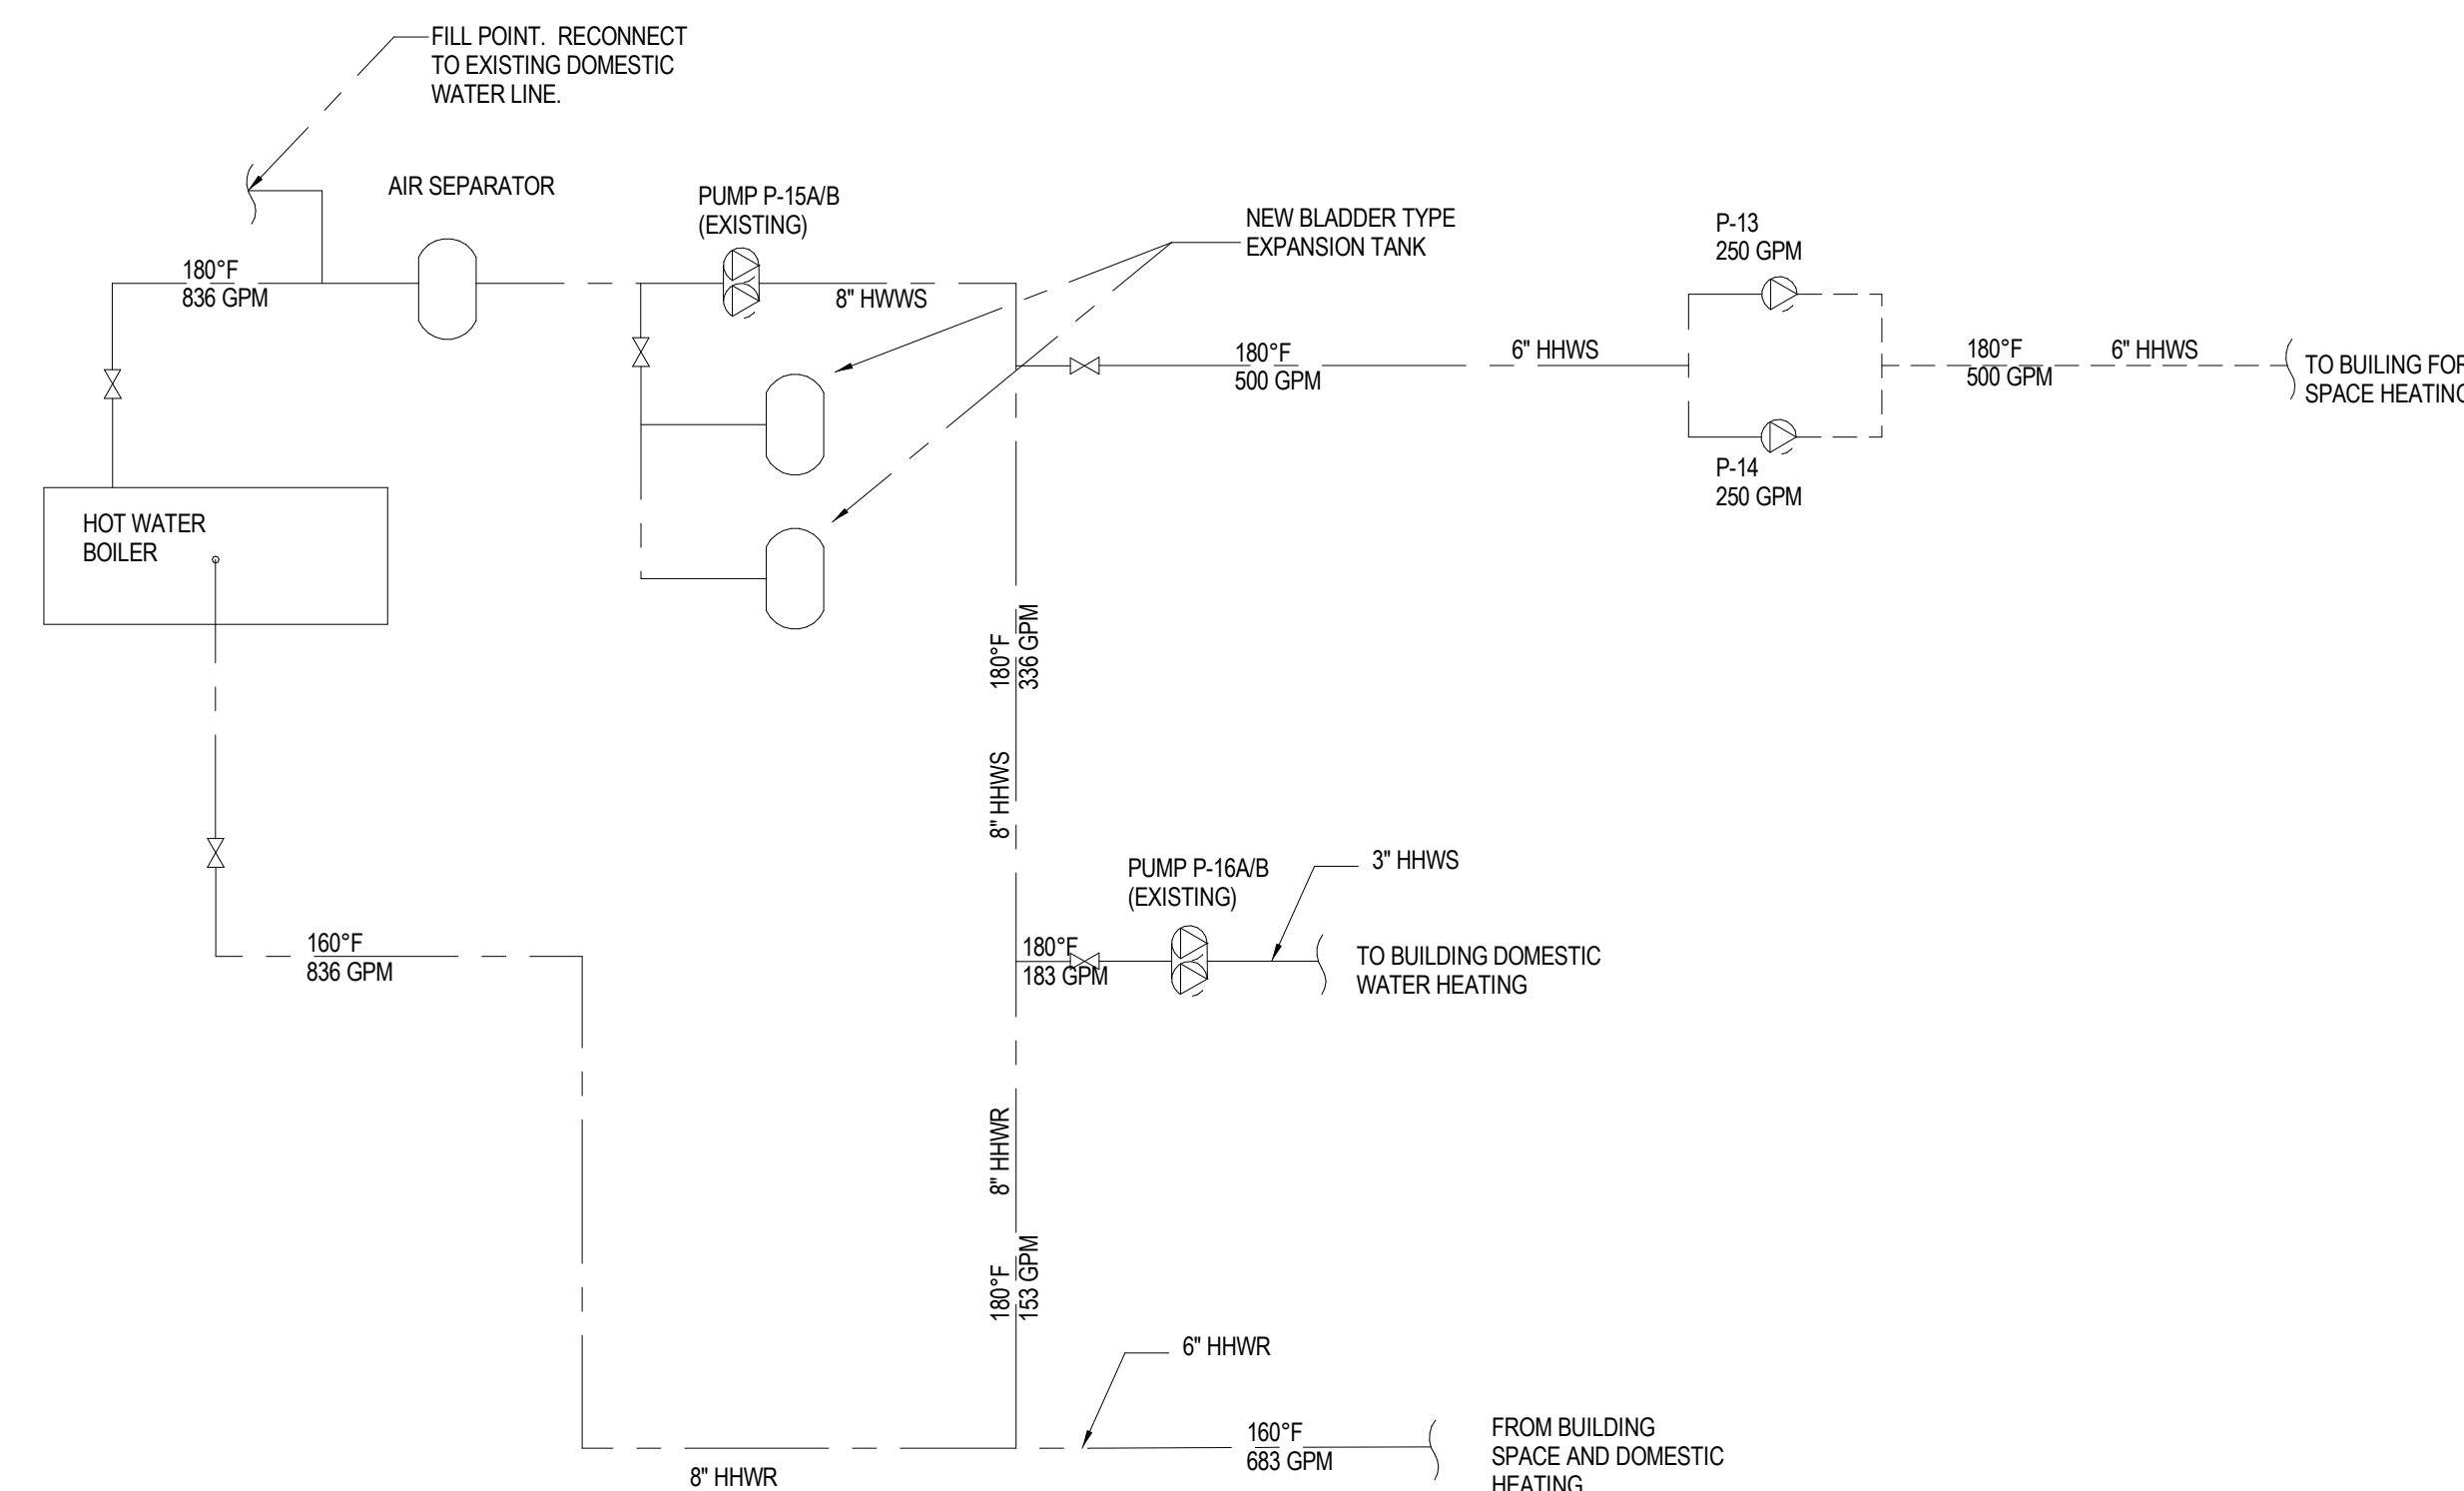 FILL POINT. RECONNECT
TO EXISTING DOMESTIC
WATER LINE.
AIR SEPARATOR
PUMP P-15A/B
(EXISTING)
NEW BLADDER TYPE
EXPANSION TANK
P-13
250 GPM
180°F
836 GPM
8" HWWS
180°F
500 GPM
6" HHWS
180°F
500 GPM
6" HHWS
TO BUILING FOR
SPACE HEATING
P-14
250 GPM
HOT WATER
BOILER
180°F
336 GPM
8" HHWS
PUMP P-16A/B
(EXISTING)
3" HHWS
160°F
836 GPM
180°F
183 GPM
TO BUILDING DOMESTIC
WATER HEATING
8" HHWR
180°F
153 GPM
6" HHWR
160°F
683 GPM
FROM BUILDING
SPACE AND DOMESTIC
HEATING
8" HHWR